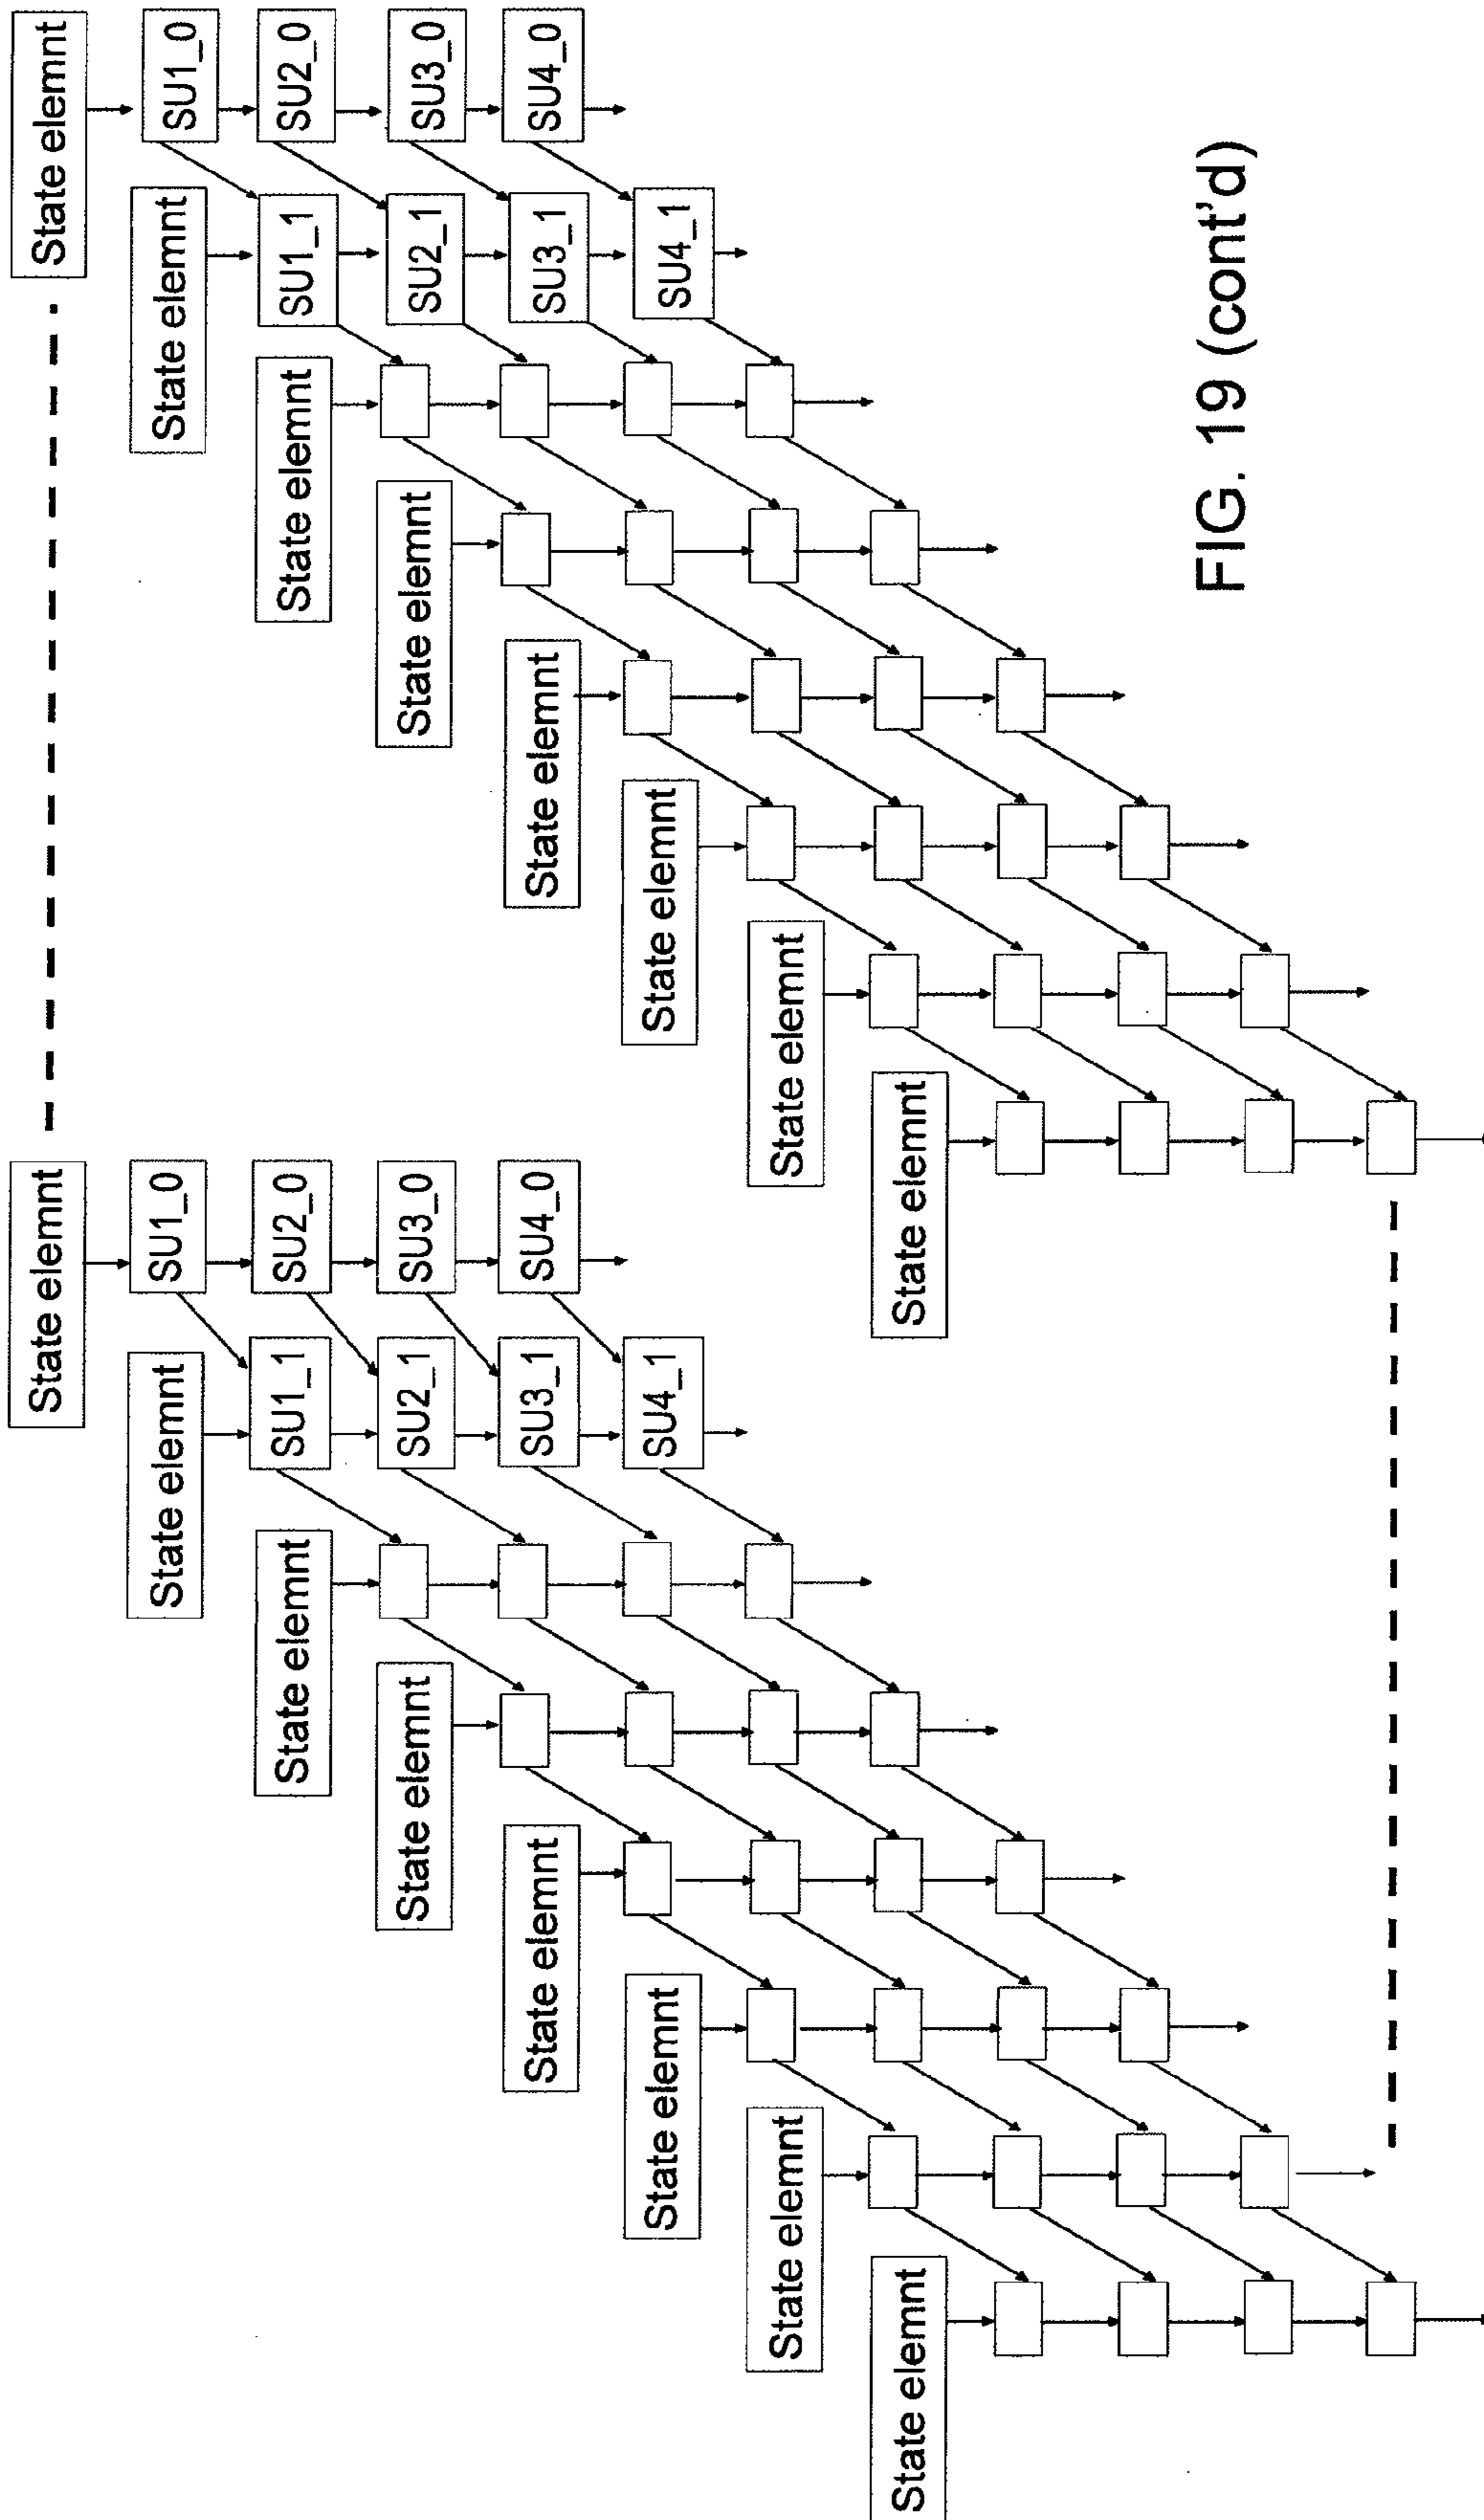 State elemnt
SU1_0
SU2_0
SU3_0
SU4_0
State elemnt
SU1_1
SU2_1
SU3_1
SU4_1
State elemnt
State elemnt
State elemnt
State elemnt
State elemnt
State elemnt
State elemnt
SU1_0
SU2_0
SU3_0
SU4_0
State elemnt
SU1_1
SU2_1
SU3_1
SU4_1
State elemnt
State elemnt
State elemnt
State elemnt
State elemnt
State elemnt
FIG. 19 (cont'd)